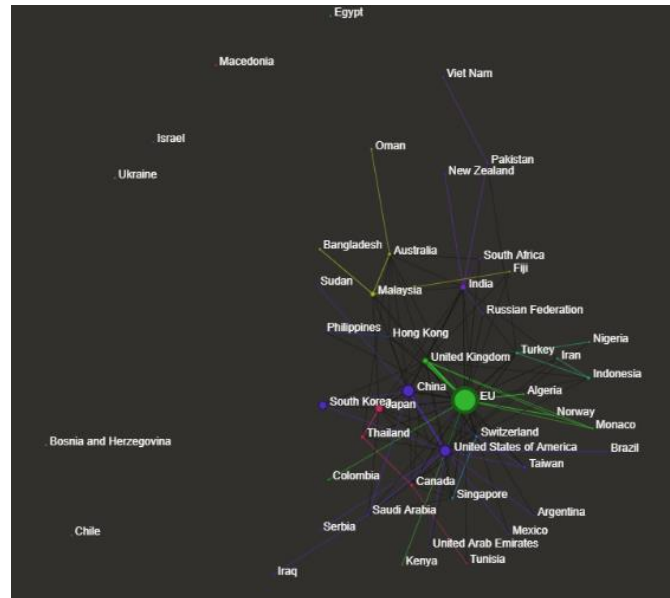 Egypt
Macedonia
Viet Nam
Israel
Oman
Pakistan
New Zealand
Ukraine
Bangladesh
Australia
South Africa
Fiji
Sudan
Malaysia
India
Russian Federation
Philippines
Hong Kong
Nigeria
Turkey
Iran
United Kingdom
Indonesia
China
EU
Algeria
South Korea
Japan
Norway
Monaco
Thailand
Switzerland
Bosnia and Herzegovina
United States of America
Brazil
Taiwan
Colombia
Canada
Singapore
Saudi Arabia
Argentina
Serbia
Mexico
Chile
United Arab Emirates
Iraq
Kenya
Tunisia